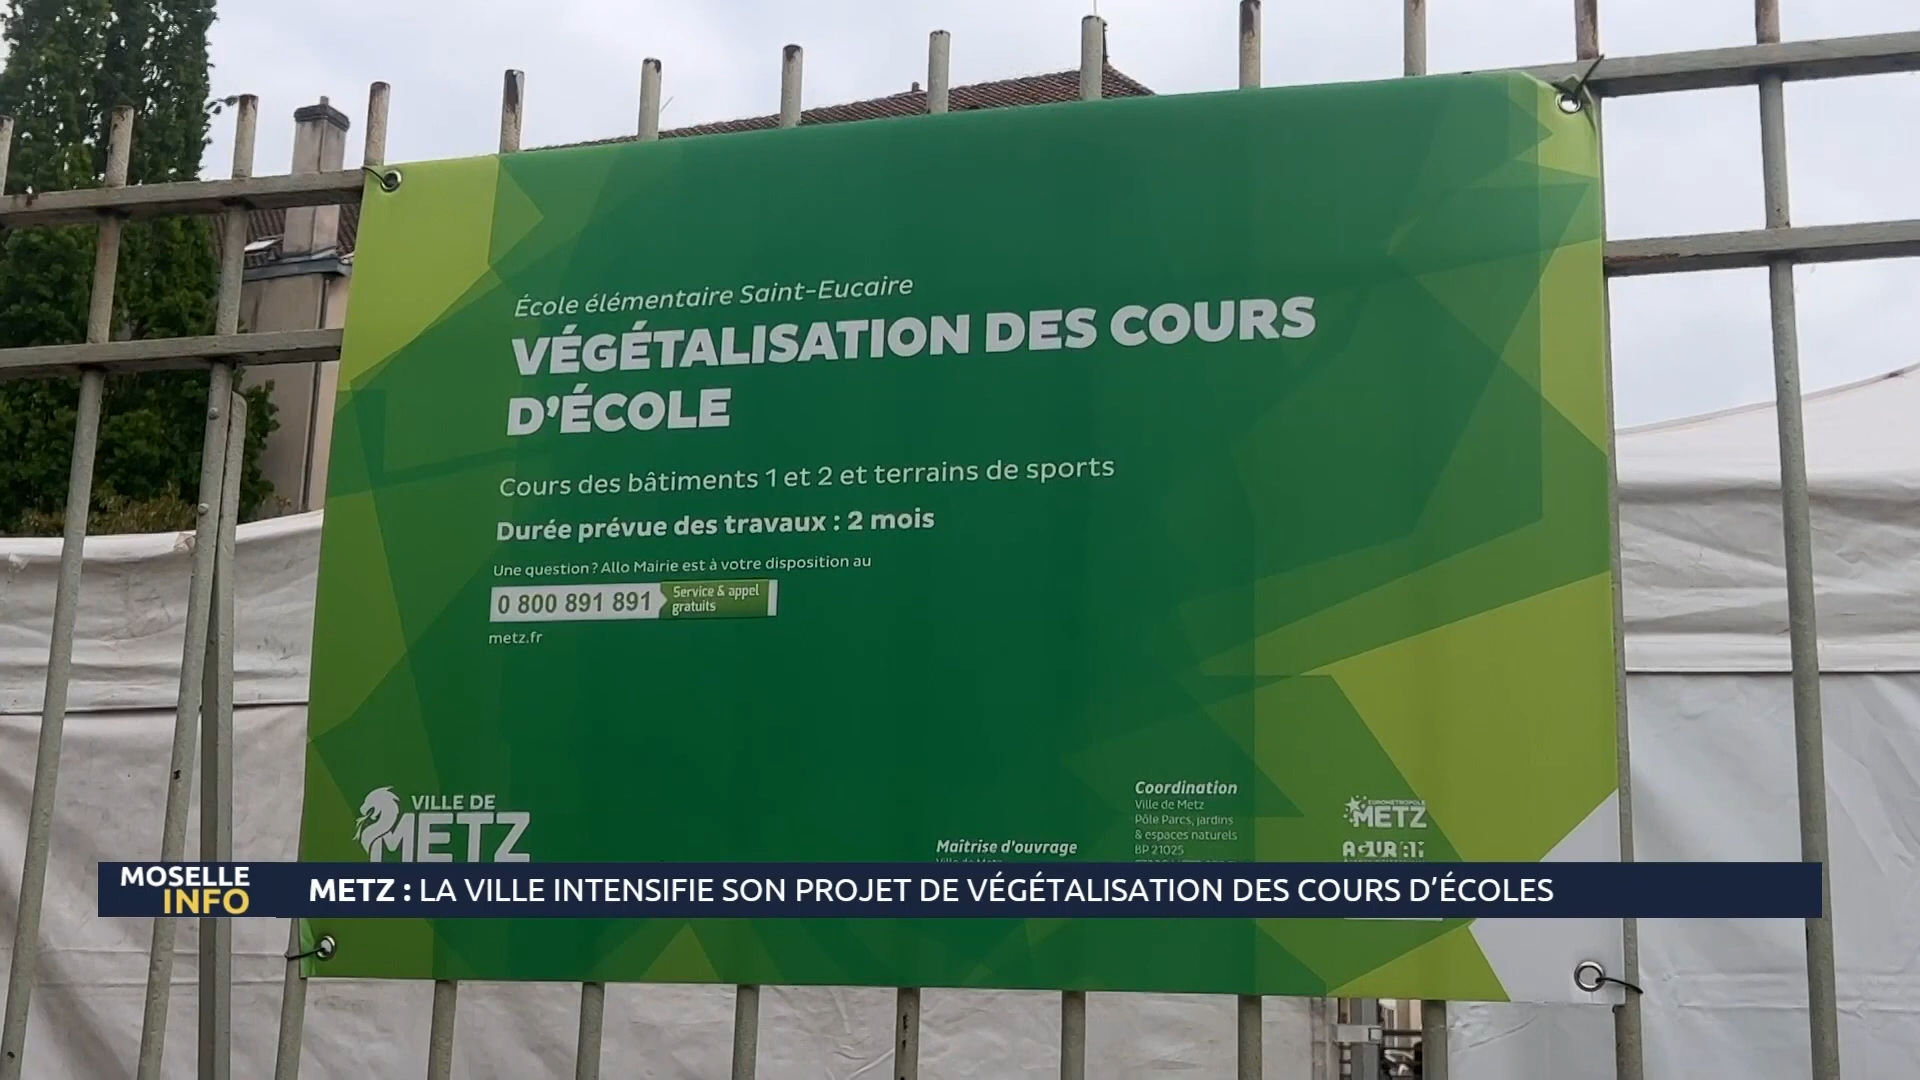 École élémentaire Saint-Eucaire
VÉGÉTALISATION DES COURS
D'ÉCOLE
Cours des bâtiments 1 et 2 et terrains de sports
Durée prévue des travaux : 2 mois
Une question ? Allo Mairie est à votre disposition au
0 800 891 891 Service & appel
gratuits
metz.fr
VILLE DE
METZ
Maîtrise d'ouvrage
Coordination
Ville de Metz
Pôle Parcs, jardins
& espaces naturels
BP 21025
EUROMÉTROPOLE
METZ
AGURAM
MOSELLE
INFO
METZ : LA VILLE INTENSIFIE SON PROJET DE VÉGÉTALISATION DES COURS D'ÉCOLES